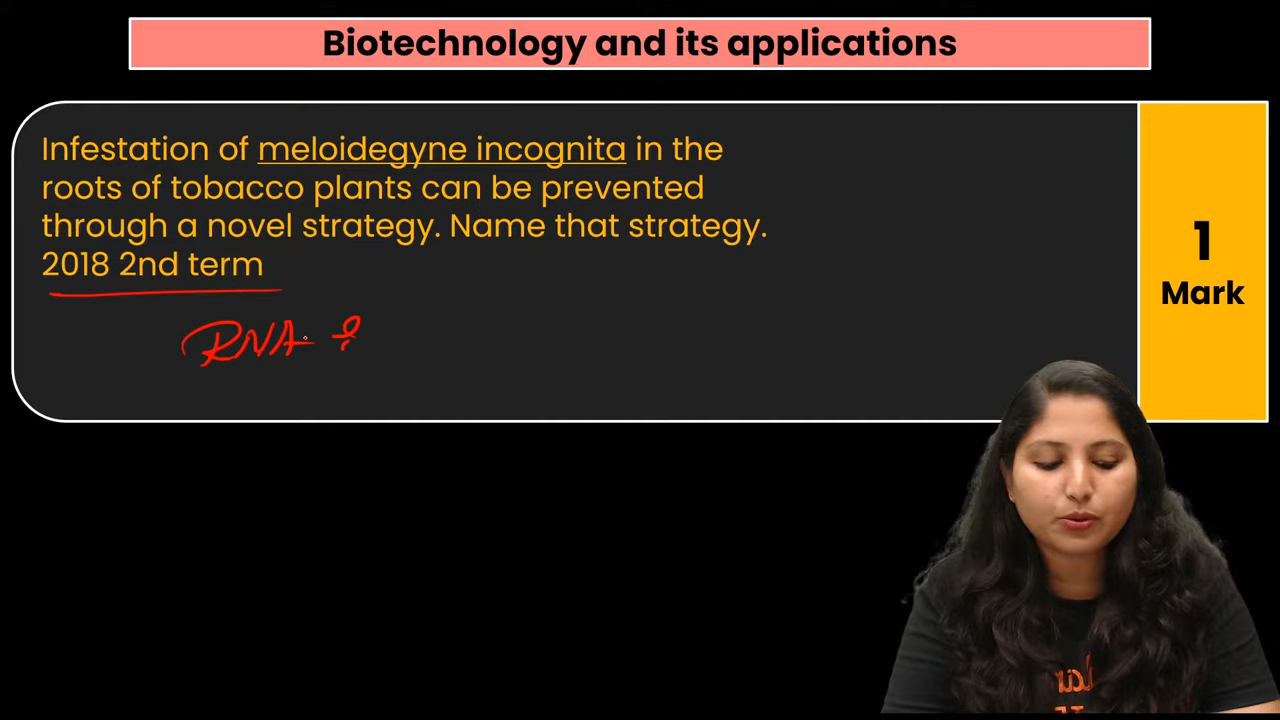 Biotechnology and its applications
Infestation of meloidegyne incognita in the
roots of tobacco plants can be prevented
through a novel strategy. Name that strategy.
2018 2nd term
1
Mark
RNA